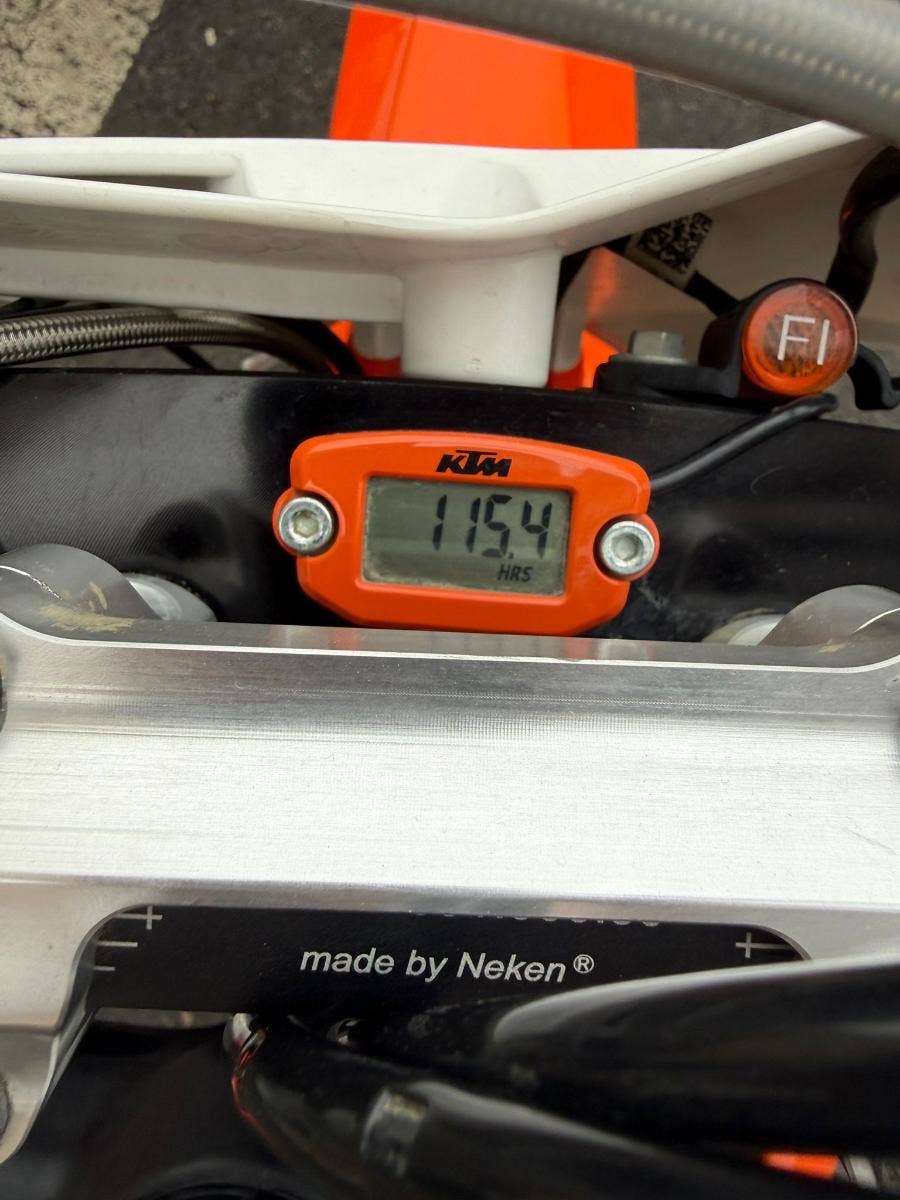 FI
KTM
115.4
HRS
made by Neken®